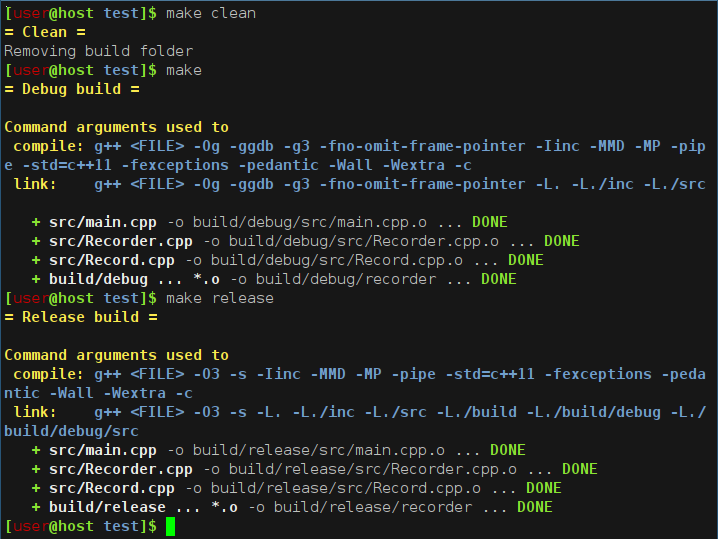 [user@host test]$ make clean
= Clean =
Removing build folder
[user@host test]$ make
= Debug build =
Command arguments used to
compile: g++ <FILE> -Og -ggdb -g3 -fno-omit-frame-pointer -Iinc -MMD -MP -pip
e -std=c++11 -fexceptions -pedantic -Wall -Wextra -c
link:    g++ <FILE> -Og -ggdb -g3 -fno-omit-frame-pointer -L. -L./inc -L./src
+ src/main.cpp -o build/debug/src/main.cpp.o ... DONE
+ src/Recorder.cpp -o build/debug/src/Recorder.cpp.o ... DONE
+ src/Record.cpp -o build/debug/src/Record.cpp.o ... DONE
+ build/debug ... *.o -o build/debug/recorder ... DONE
[user@host test]$ make release
= Release build =
Command arguments used to
compile: g++ <FILE> -O3 -s -Iinc -MMD -MP -pipe -std=c++11 -fexceptions -peda
ntic -Wall -Wextra -c
link:    g++ <FILE> -O3 -s -L. -L./inc -L./src -L./build -L./build/debug -L./
build/debug/src
+ src/main.cpp -o build/release/src/main.cpp.o ... DONE
+ src/Recorder.cpp -o build/release/src/Recorder.cpp.o ... DONE
+ src/Record.cpp -o build/release/src/Record.cpp.o ... DONE
+ build/release ... *.o -o build/release/recorder ... DONE
[user@host test]$